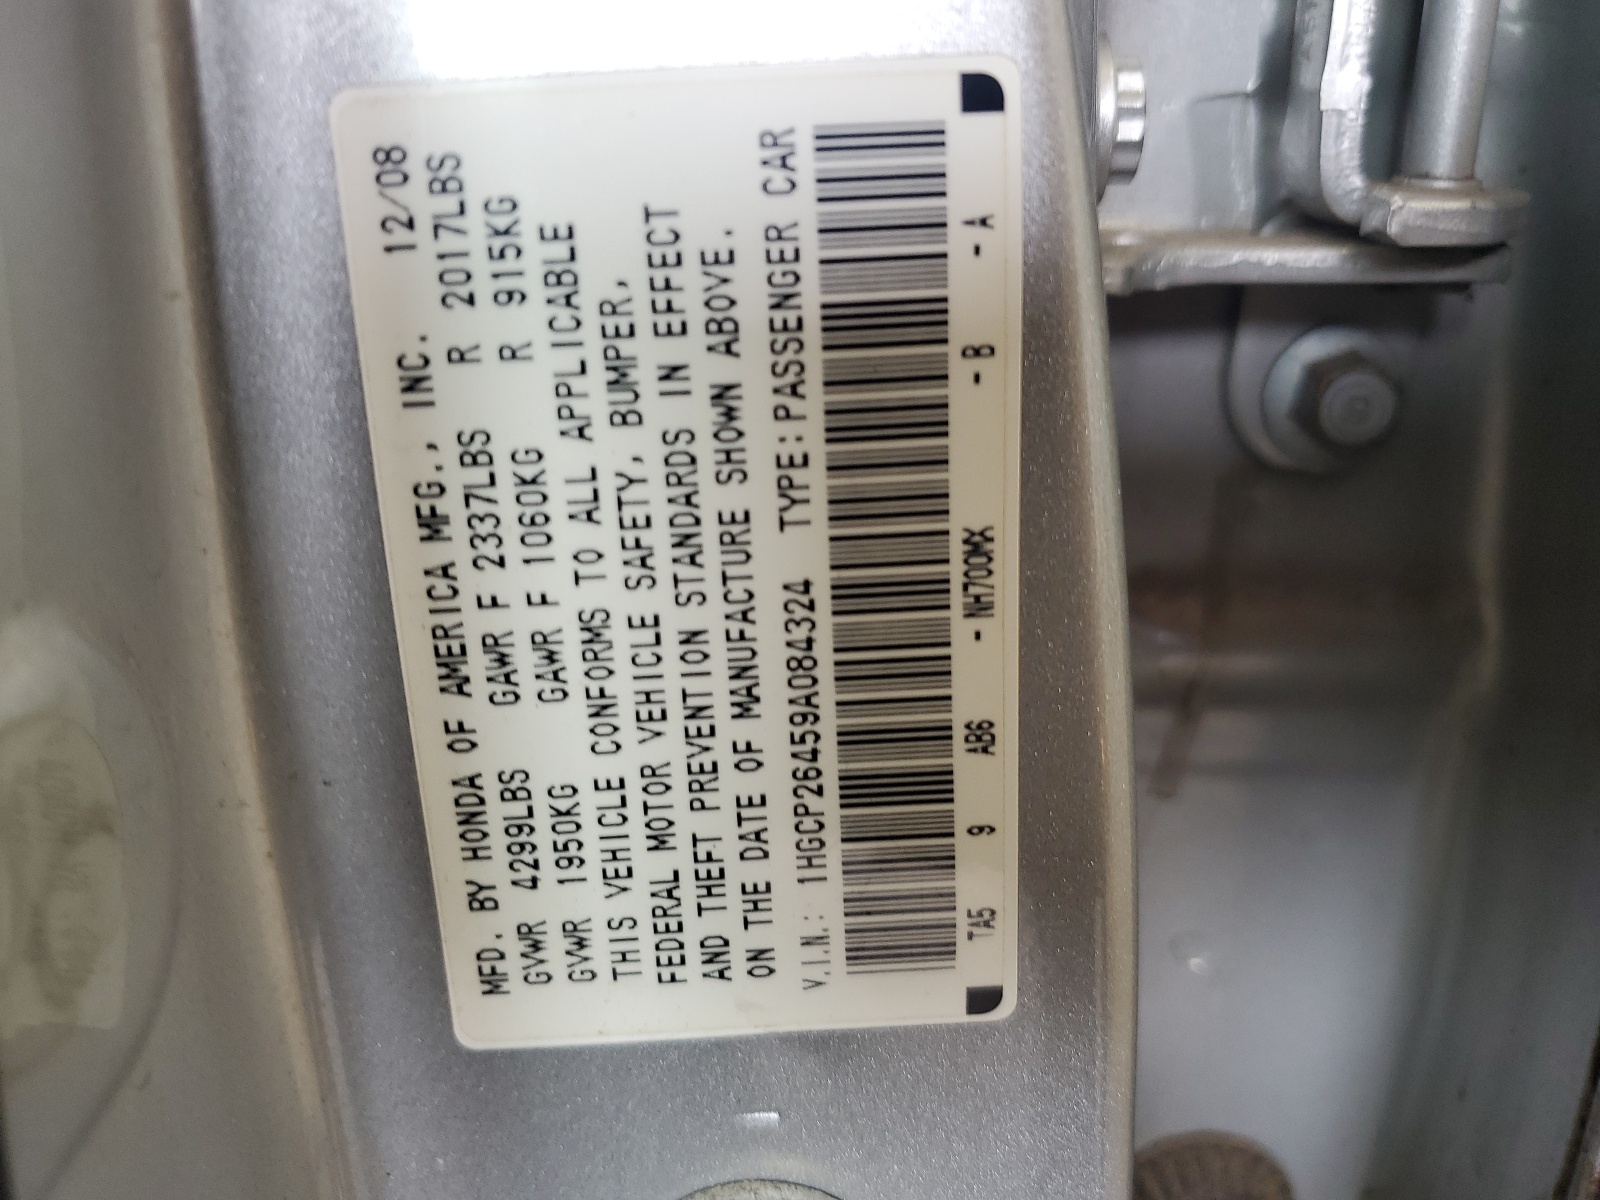 MFD. BY HONDA OF AMERICA MFG., INC. 12/08
GVWR 4299LBS GAWR F 2337LBS R 2017LBS
GVWR 1950KG GAWR F 1060KG R 915KG
THIS VEHICLE CONFORMS TO ALL APPLICABLE
FEDERAL MOTOR VEHICLE SAFETY, BUMPER,
AND THEFT PREVENTION STANDARDS IN EFFECT
ON THE DATE OF MANUFACTURE SHOWN ABOVE.
V.I.N.: 1HGCP26459A084324 TYPE:PASSENGER CAR
TA5 9 AB6 - NH700MX - B - A